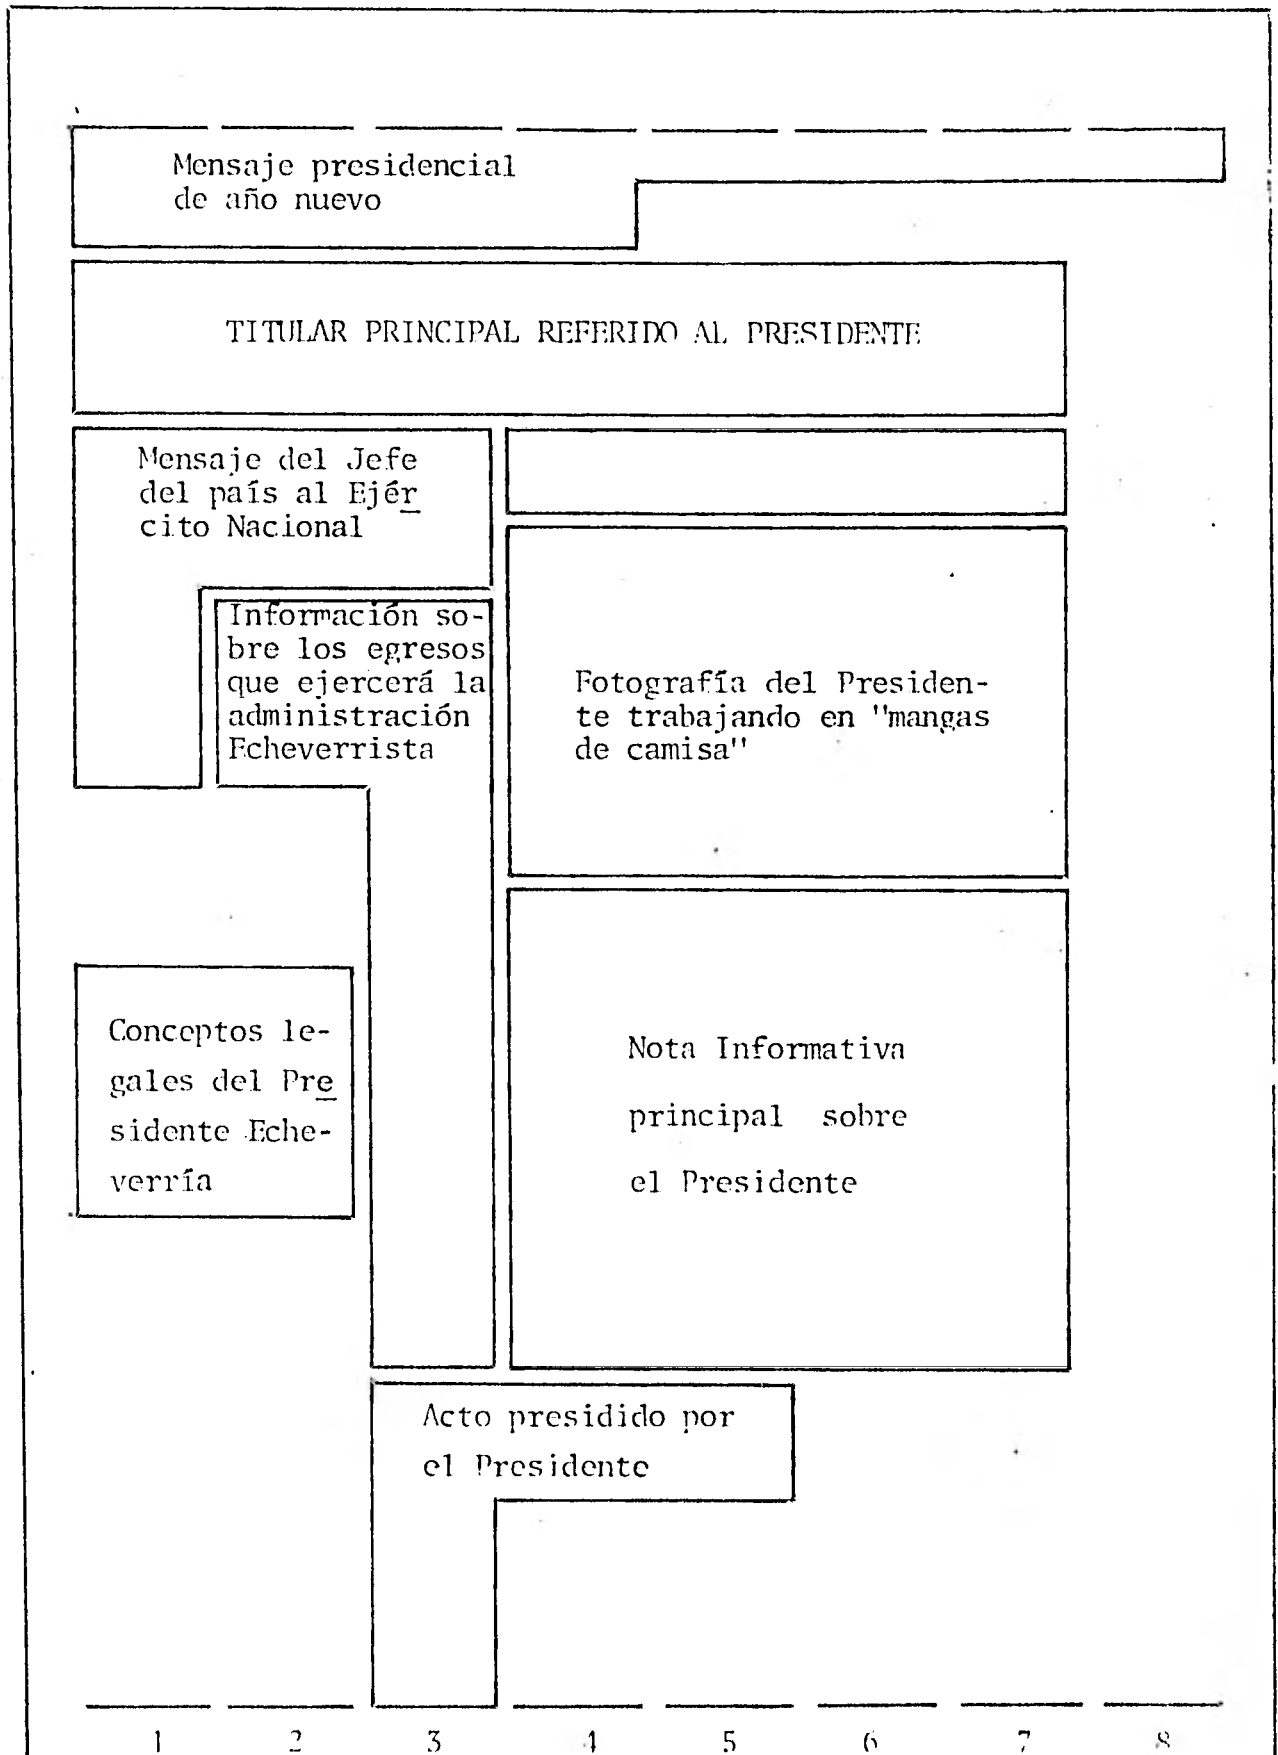 Mensaje presidencial
de año nuevo
TITULAR PRINCIPAL REFERIDO AL PRESIDENTE
Mensaje del Jefe
del país al Ejér
cito Nacional
Información so-
bre los egresos
que ejercerá la
administración
Echeverrista
Fotografía del Presiden-
te trabajando en "mangas
de camisa"
Conceptos le-
gales del Pre
sidente Eche-
verría
Nota Informativa
principal sobre
el Presidente
Acto presidido por
el Presidente
1 2 3 4 5 6 7 8